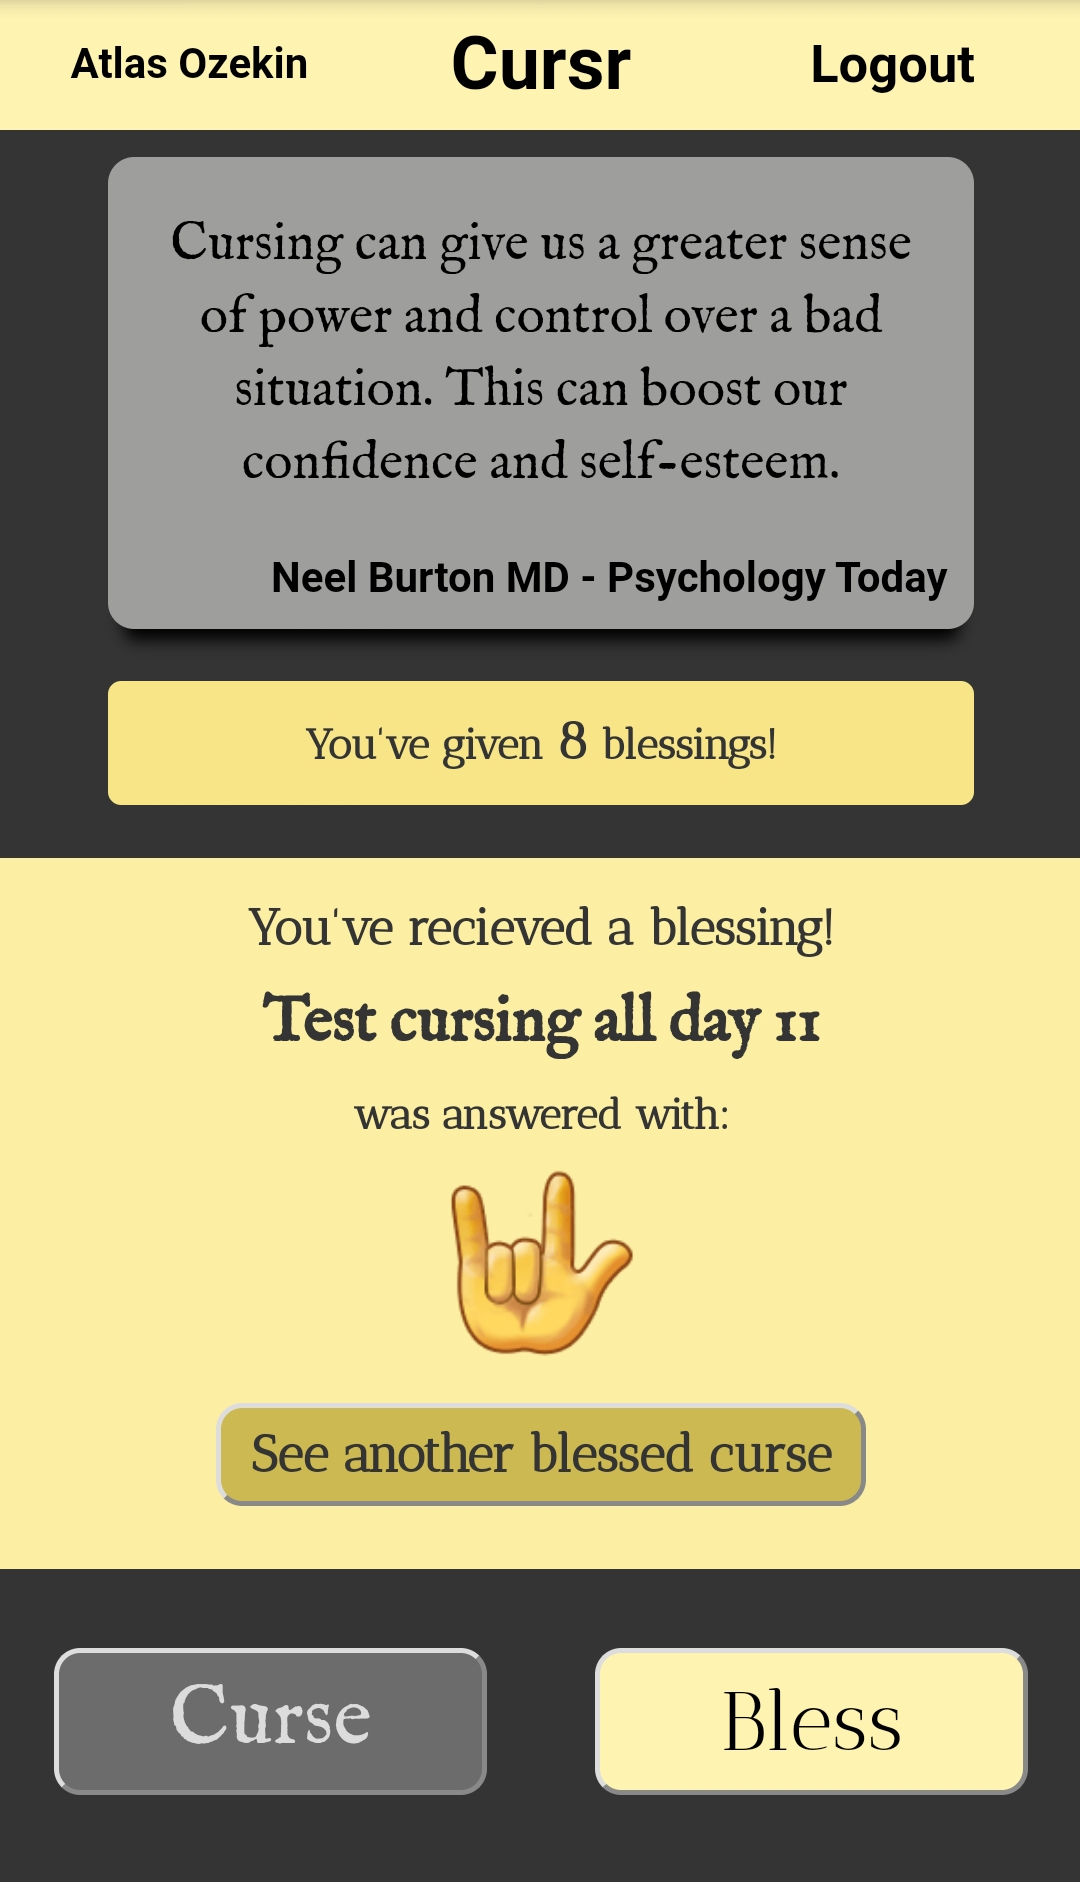 Atlas Ozekin
Cursr
Logout
Cursing can give us a greater sense
of power and control over a bad
situation. This can boost our
confidence and self-esteem.
Neel Burton MD - Psychology Today
You've given 8 blessings!
You've recieved a blessing!
Test cursing all day 11
was answered with:
See another blessed curse
Curse
Bless